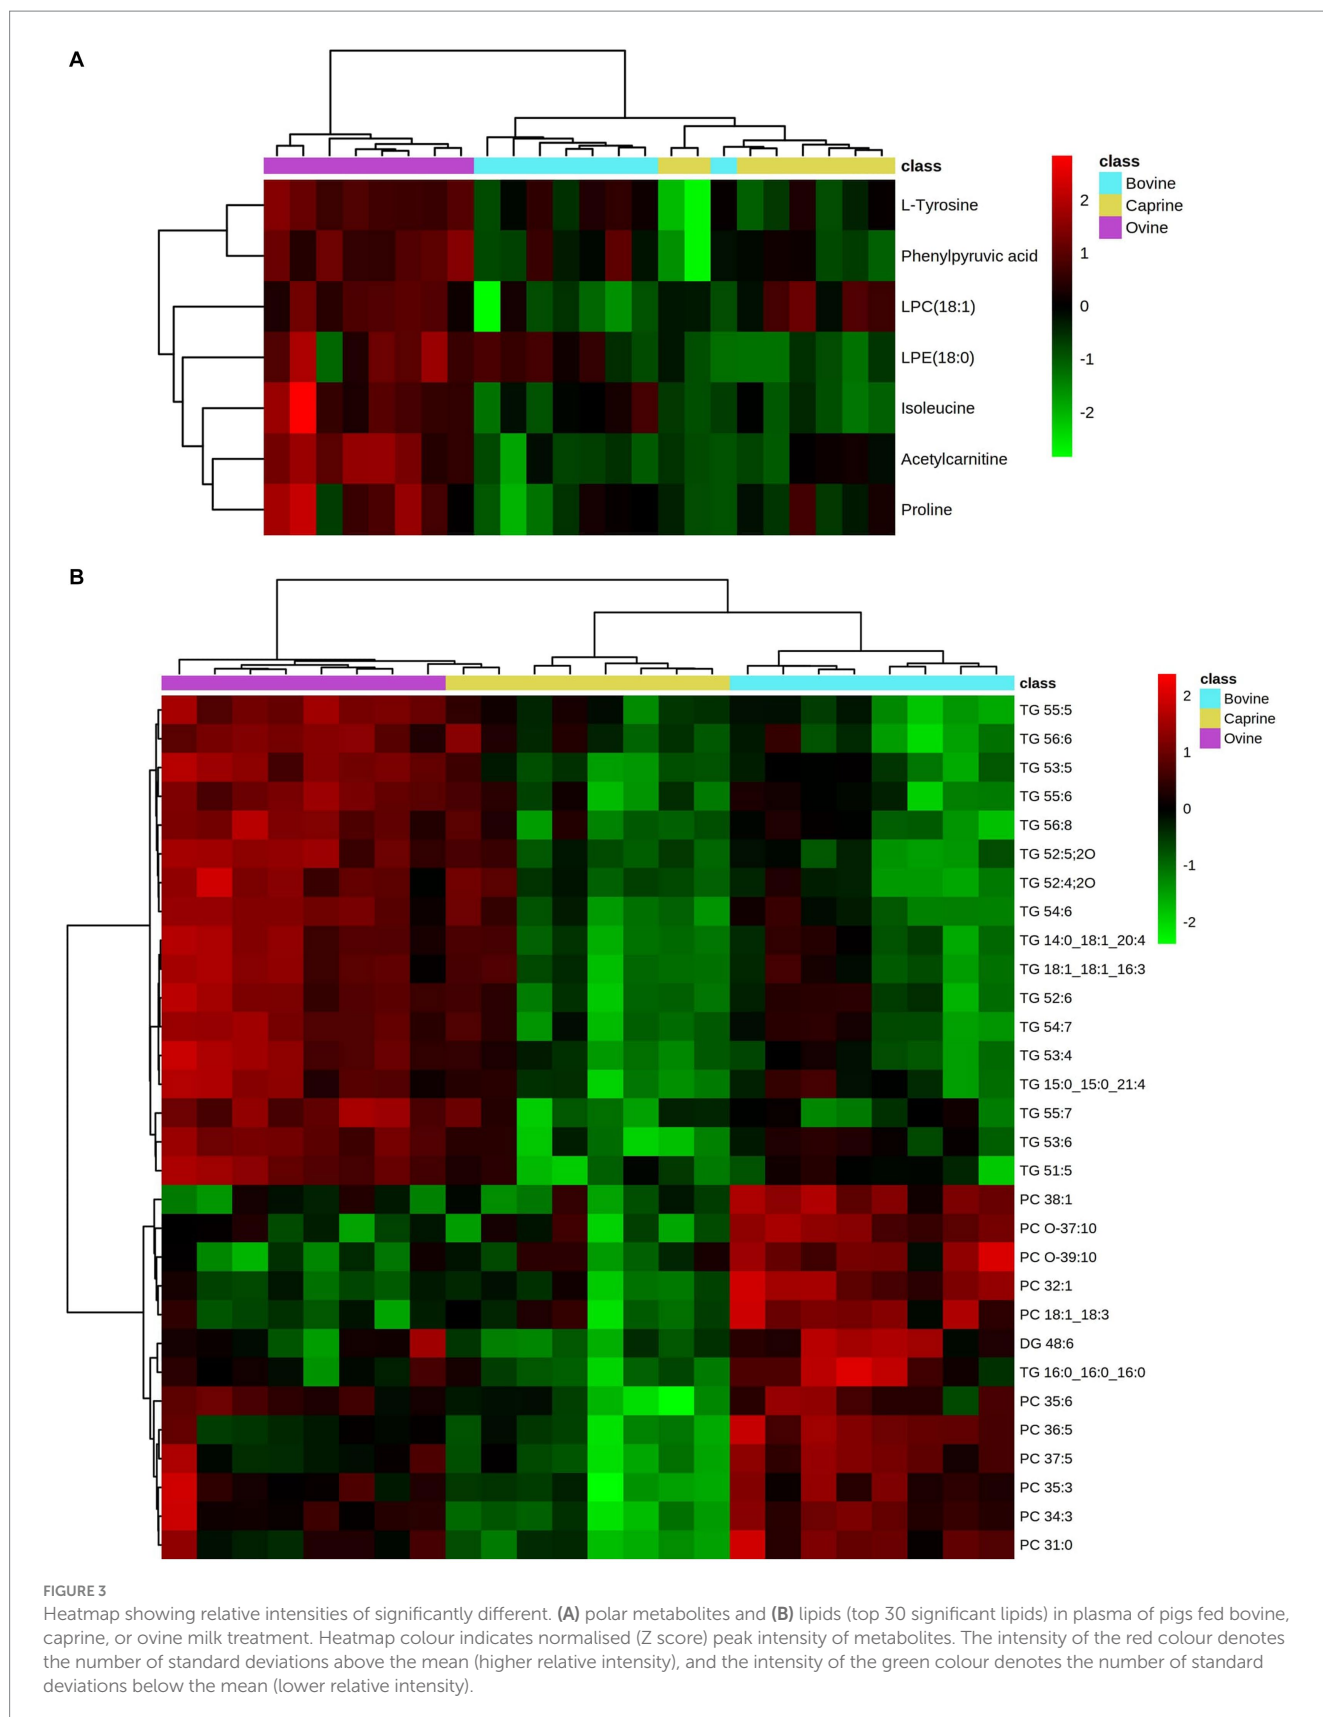 A
class
L-Tyrosine
Phenylpyruvic acid
LPC(18:1)
LPE(18:0)
Isoleucine
Acetylcarnitine
Proline
2
1
0
-1
-2
class
Bovine
Caprine
Ovine
B
class
TG 55:5
TG 56:6
TG 53:5
TG 55:6
TG 56:8
TG 52:5;2O
TG 52:4;2O
TG 54:6
TG 14:0_18:1_20:4
TG 18:1_18:1_16:3
TG 52:6
TG 54:7
TG 53:4
TG 15:0_15:0_21:4
TG 55:7
TG 53:6
TG 51:5
PC 38:1
PC O-37:10
PC O-39:10
PC 32:1
PC 18:1_18:3
DG 48:6
TG 16:0_16:0_16:0
PC 35:6
PC 36:5
PC 37:5
PC 35:3
PC 34:3
PC 31:0
2
1
0
-1
-2
class
Bovine
Caprine
Ovine
FIGURE 3
Heatmap showing relative intensities of significantly different. (A) polar metabolites and (B) lipids (top 30 significant lipids) in plasma of pigs fed bovine,
caprine, or ovine milk treatment. Heatmap colour indicates normalised (Z score) peak intensity of metabolites. The intensity of the red colour denotes
the number of standard deviations above the mean (higher relative intensity), and the intensity of the green colour denotes the number of standard
deviations below the mean (lower relative intensity).